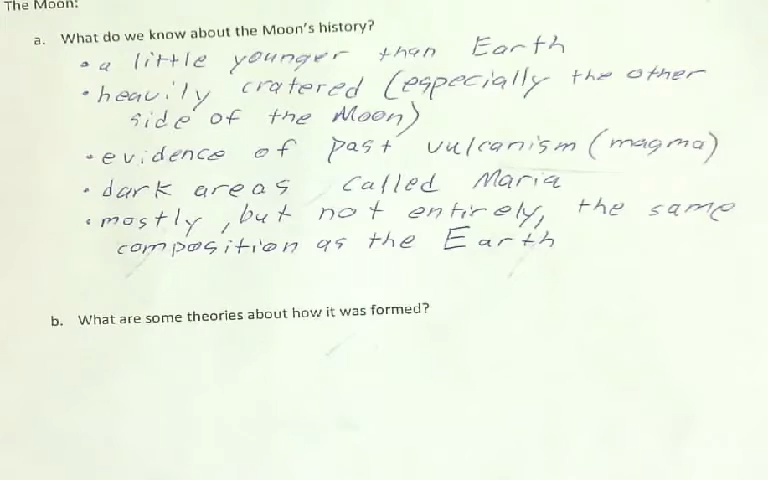 The Moon:
a. What do we know about the Moon's history?
• a little younger than Earth
• heavily cratered (especially the other
side of the Moon)
• evidence of past vulcanism (magma)
• dark areas called Maria
• mostly, but not entirely, the same
composition as the Earth
b. What are some theories about how it was formed?